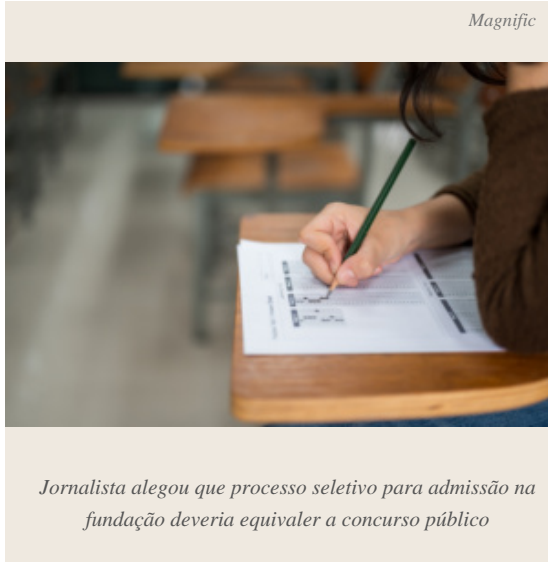 Magnific
Jornalista alegou que processo seletivo para admissão na
fundação deveria equivaler a concurso público